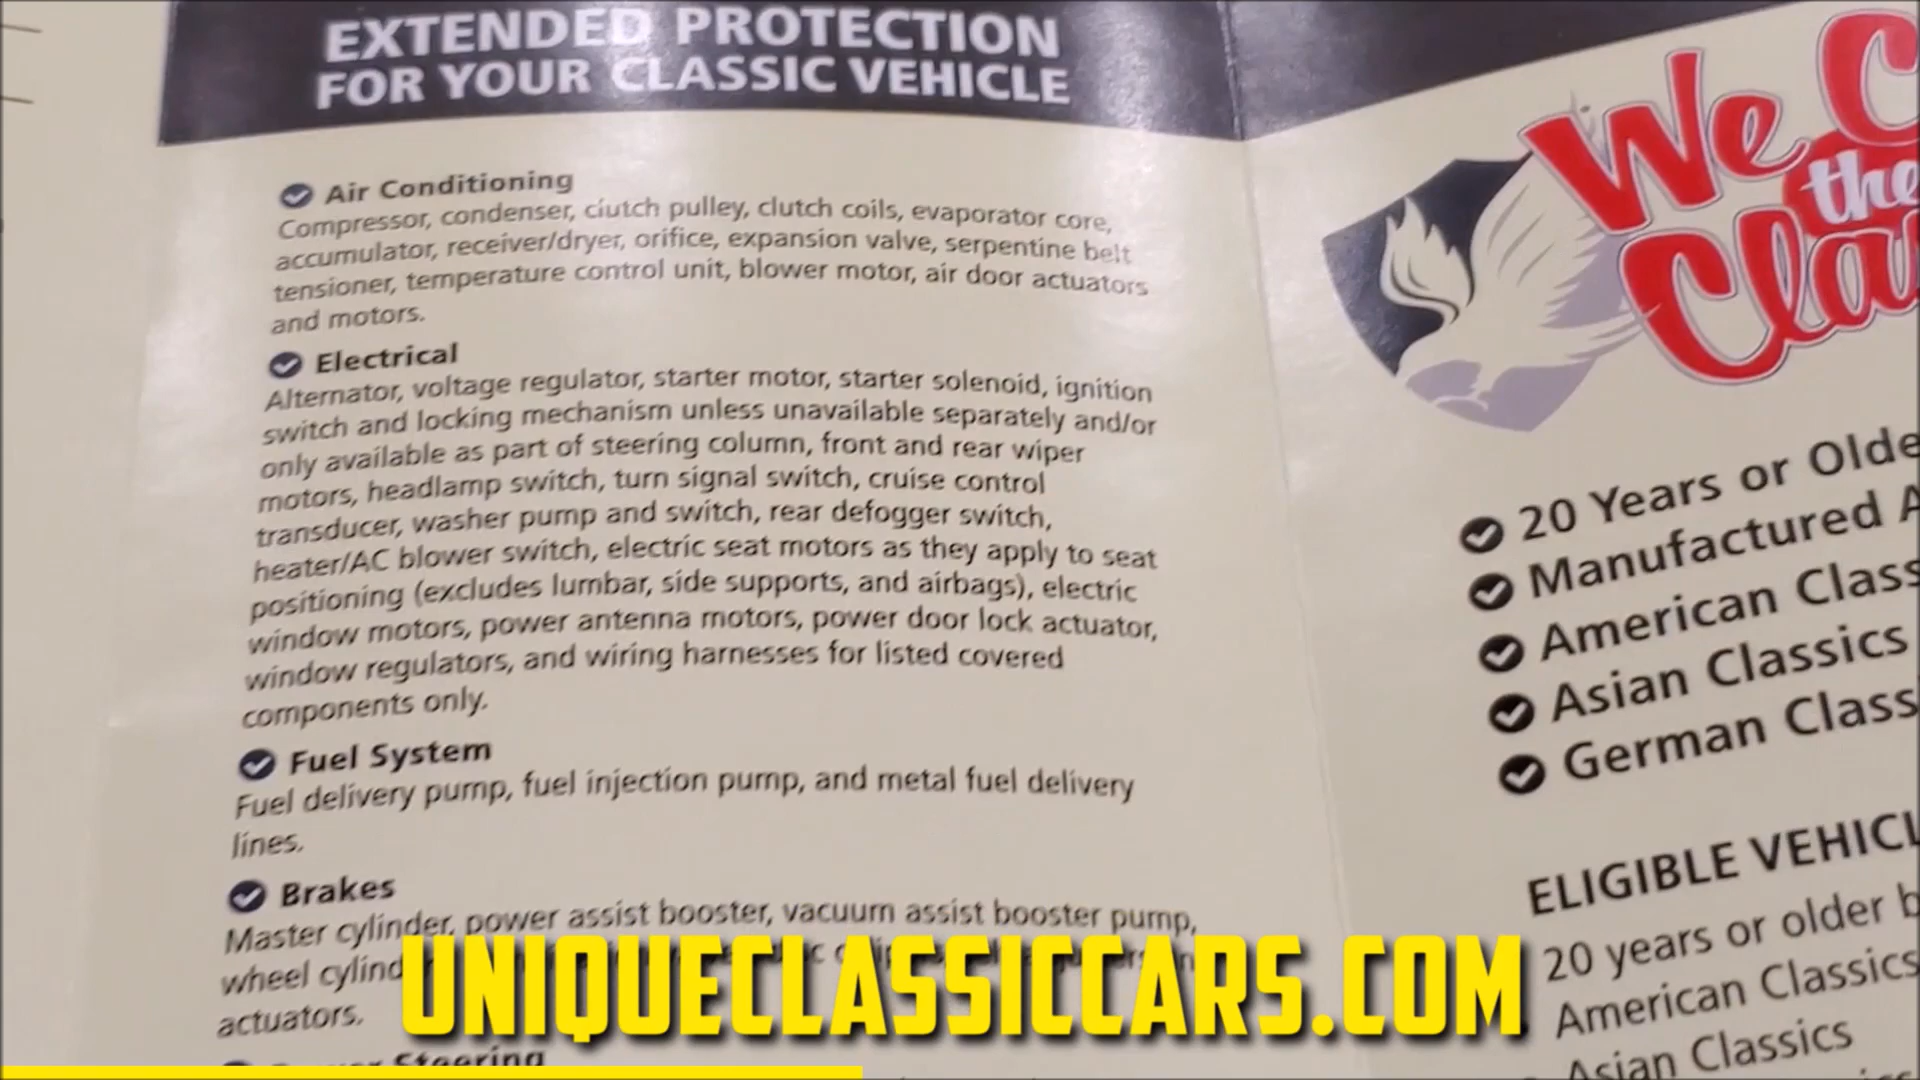 EXTENDED PROTECTION
FOR YOUR CLASSIC VEHICLE
Air Conditioning
Compressor, condenser, clutch pulley, clutch coils, evaporator core,
accumulator, receiver/dryer, orifice, expansion valve, serpentine belt
tensioner, temperature control unit, blower motor, air door actuators
and motors.
Electrical
Alternator, voltage regulator, starter motor, starter solenoid, ignition
switch and locking mechanism unless unavailable separately and/or
only available as part of steering column, front and rear wiper
motors, headlamp switch, turn signal switch, cruise control
transducer, washer pump and switch, rear defogger switch,
heater/AC blower switch, electric seat motors as they apply to seat
positioning (excludes lumbar, side supports, and airbags), electric
window motors, power antenna motors, power door lock actuator,
window regulators, and wiring harnesses for listed covered
components only.
Fuel System
Fuel delivery pump, fuel injection pump, and metal fuel delivery
lines.
Brakes
Master cylinder, power assist booster, vacuum assist booster pump,
wheel
actuators.
Steering
We C
the
Cla
20 Years or Olde
Manufactured A
American Class
Asian Classics
German Class
ELIGIBLE VEHICL
20 years or older b
American Classics
Asian Classics
UNIQUECLASSICCARS.COM